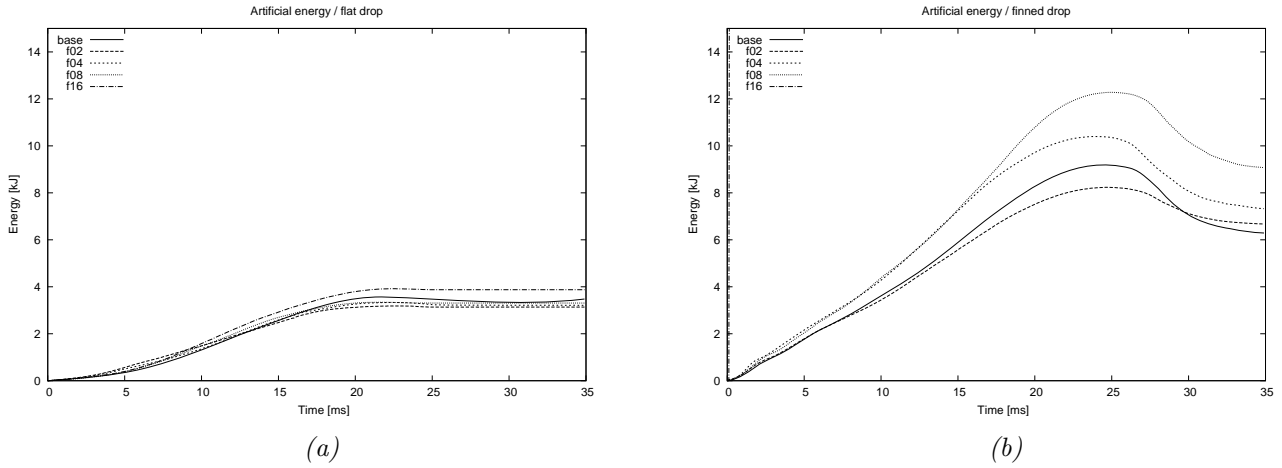 Artificial energy / flat drop
14
12
10
8
6
4
2
0
Energy [kJ]
base
f02
f04
f08
f16
0 5 10 15 20 25 30 35
Time [ms]
(a)
Artificial energy / finned drop
14
12
10
8
6
4
2
0
Energy [kJ]
base
f02
f04
f08
f16
0 5 10 15 20 25 30 35
Time [ms]
(b)